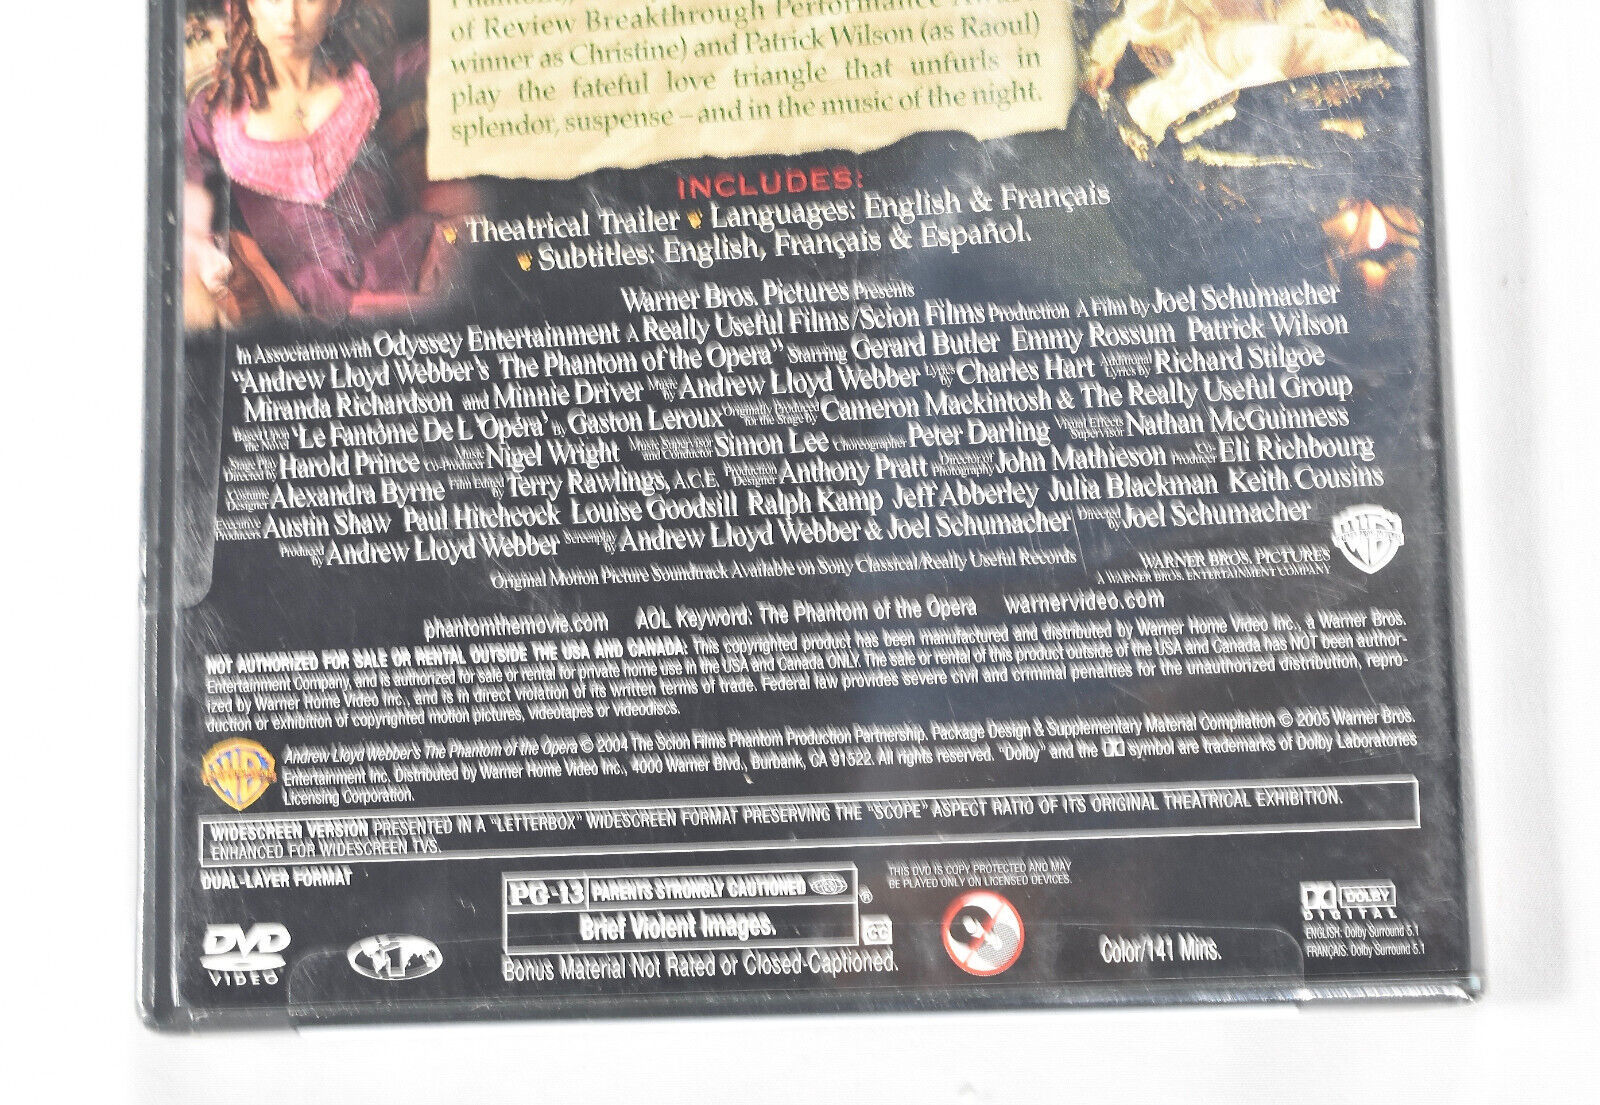 of Review Breakthrough Performance
winner as Christine) and Patrick Wilson (as Raoul)
play the fateful love triangle that unfurls in
splendor, suspense – and in the music of the night.
INCLUDES:
Theatrical Trailer Languages: English & Français
Subtitles: English, Français & Español.
Warner Bros. Pictures Presents
In Association with Odyssey Entertainment A Really Useful Films/Scion Films Production A Film by Joel Schumacher
"Andrew Lloyd Webber's The Phantom of the Opera" Starring Gerard Butler Emmy Rossum Patrick Wilson
Miranda Richardson and Minnie Driver Music by Andrew Lloyd Webber Lyrics by Charles Hart Additional Lyrics by Richard Stilgoe
Based Upon the Novel 'Le Fantôme De L'Opéra' by Gaston Leroux Originally Produced for the Stage by Cameron Mackintosh & The Really Useful Group
Stage Play Directed by Harold Prince Music Co-Producer Nigel Wright Music Supervisor and Conductor Simon Lee Choreographer Peter Darling Visual Effects Supervisor Nathan McGuinness
Costume Designer Alexandra Byrne Film Edited by Terry Rawlings, A.C.E. Production Designer Anthony Pratt Director of Photography John Mathieson Co-Producer Eli Richbourg
Executive Producers Austin Shaw Paul Hitchcock Louise Goodsill Ralph Kamp Jeff Abberley Julia Blackman Keith Cousins
Produced by Andrew Lloyd Webber Screenplay by Andrew Lloyd Webber & Joel Schumacher Directed by Joel Schumacher
Original Motion Picture Soundtrack Available on Sony Classical/Really Useful Records
WARNER BROS. PICTURES
A WARNER BROS. ENTERTAINMENT COMPANY
phantomthemovie.com AOL Keyword: The Phantom of the Opera warnervideo.com
NOT AUTHORIZED FOR SALE OR RENTAL OUTSIDE THE USA AND CANADA: This copyrighted product has been manufactured and distributed by Warner Home Video Inc., a Warner Bros.
Entertainment Company, and is authorized for sale or rental for private home use in the USA and Canada ONLY. The sale or rental of this product outside of the USA and Canada has NOT been author-
ized by Warner Home Video Inc., and is in direct violation of its written terms of trade. Federal law provides severe civil and criminal penalties for the unauthorized distribution, repro-
duction or exhibition of copyrighted motion pictures, videotapes or videodiscs.
Andrew Lloyd Webber's The Phantom of the Opera © 2004 The Scion Films Phantom Production Partnership. Package Design & Supplementary Material Compilation © 2005 Warner Bros.
Entertainment Inc. Distributed by Warner Home Video Inc., 4000 Warner Blvd., Burbank, CA 91522. All rights reserved. "Dolby" and the DD symbol are trademarks of Dolby Laboratories
Licensing Corporation.
WIDESCREEN VERSION PRESENTED IN A "LETTERBOX" WIDESCREEN FORMAT PRESERVING THE "SCOPE" ASPECT RATIO OF ITS ORIGINAL THEATRICAL EXHIBITION.
ENHANCED FOR WIDESCREEN TVS.
DUAL-LAYER FORMAT
PG-13 PARENTS STRONGLY CAUTIONED ®
Brief Violent Images.
CC
Bonus Material Not Rated or Closed-Captioned.
THIS DVD IS COPY PROTECTED AND MAY
BE PLAYED ONLY ON LICENSED DEVICES.
DVD
VIDEO
1
Color/141 Mins.
DOLBY
DIGITAL
ENGLISH: Dolby Surround 5.1
FRANÇAIS: Dolby Surround 5.1